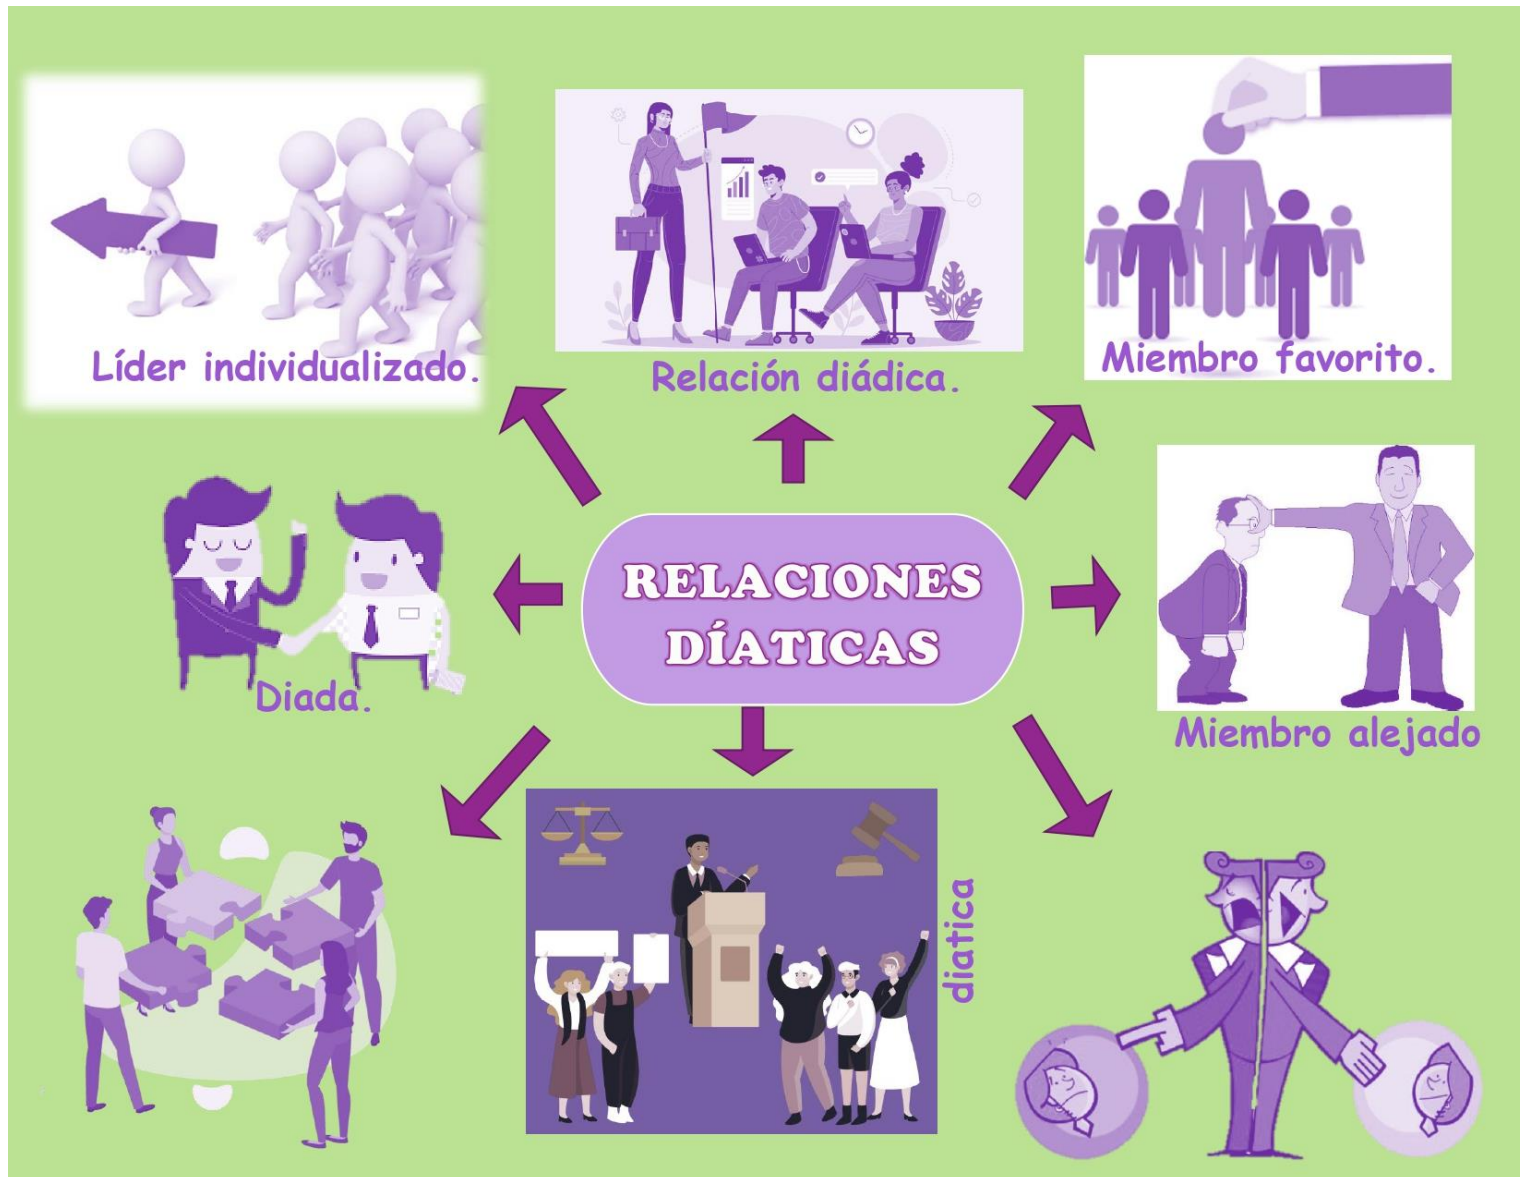 Líder individualizado.
Relación diádica.
Miembro favorito.
RELACIONES
DÍATICAS
Diada.
Miembro alejado
diatica